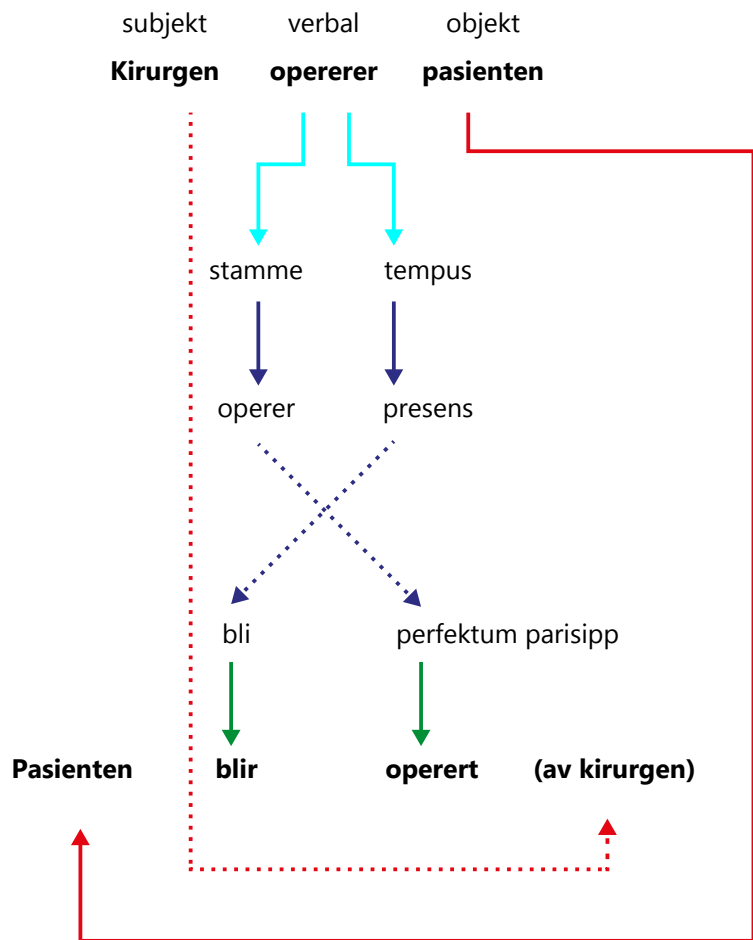 subjekt verbal objekt
Kirurgen opererer pasienten
stamme tempus
operer presens
bli perfektum parisipp
Pasienten blir operert (av kirurgen)